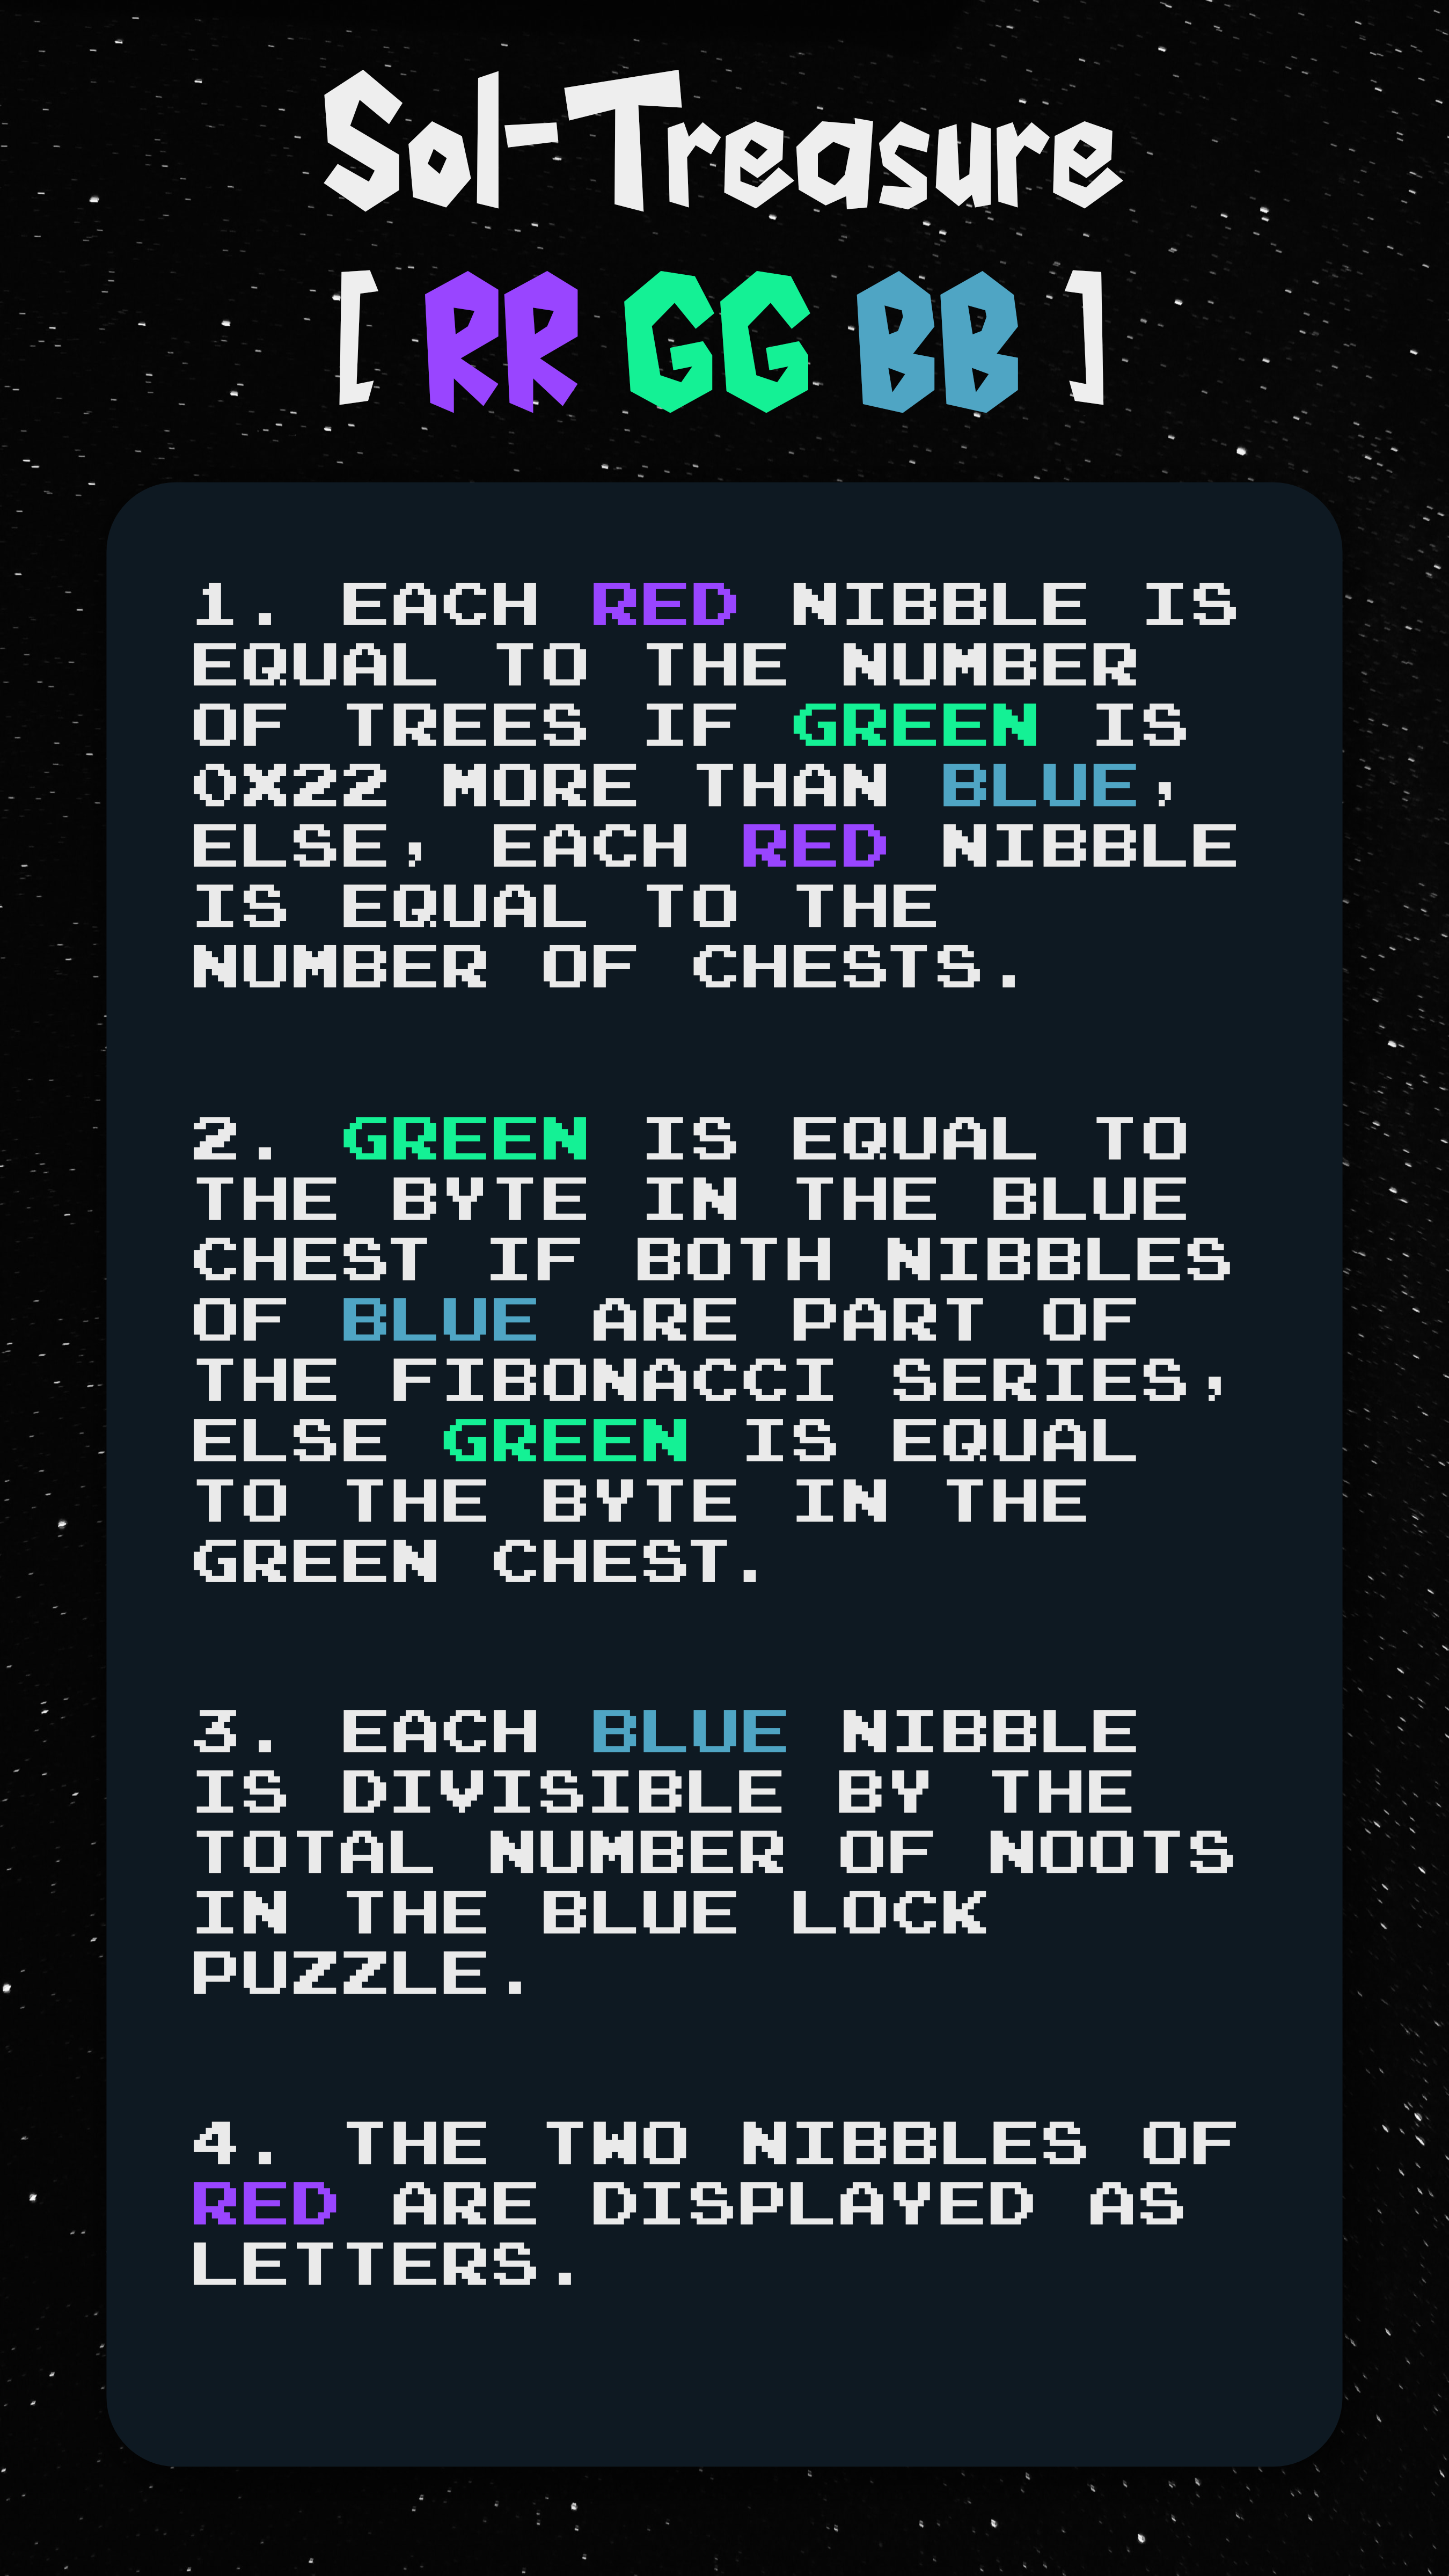 Sol-Treasure
[ RR GG BB ]
1. EACH RED NIBBLE IS
EQUAL TO THE NUMBER
OF TREES IF GREEN IS
0X22 MORE THAN BLUE,
ELSE, EACH RED NIBBLE
IS EQUAL TO THE
NUMBER OF CHESTS.
2. GREEN IS EQUAL TO
THE BYTE IN THE BLUE
CHEST IF BOTH NIBBLES
OF BLUE ARE PART OF
THE FIBONACCI SERIES,
ELSE GREEN IS EQUAL
TO THE BYTE IN THE
GREEN CHEST.
3. EACH BLUE NIBBLE
IS DIVISIBLE BY THE
TOTAL NUMBER OF NOOTS
IN THE BLUE LOCK
PUZZLE.
4. THE TWO NIBBLES OF
RED ARE DISPLAYED AS
LETTERS.